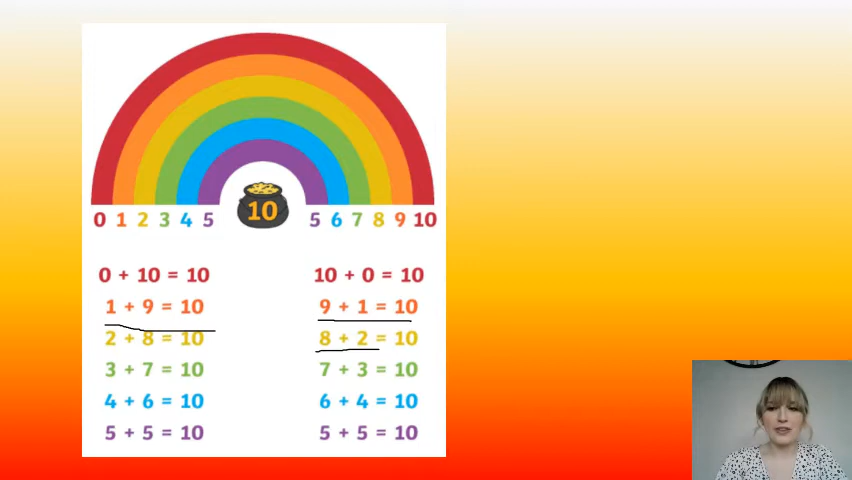 10
0 1 2 3 4 5 5 6 7 8 9 10
0 + 10 = 10 10 + 0 = 10
1 + 9 = 10 9 + 1 = 10
2 + 8 = 10 8 + 2 = 10
3 + 7 = 10 7 + 3 = 10
4 + 6 = 10 6 + 4 = 10
5 + 5 = 10 5 + 5 = 10